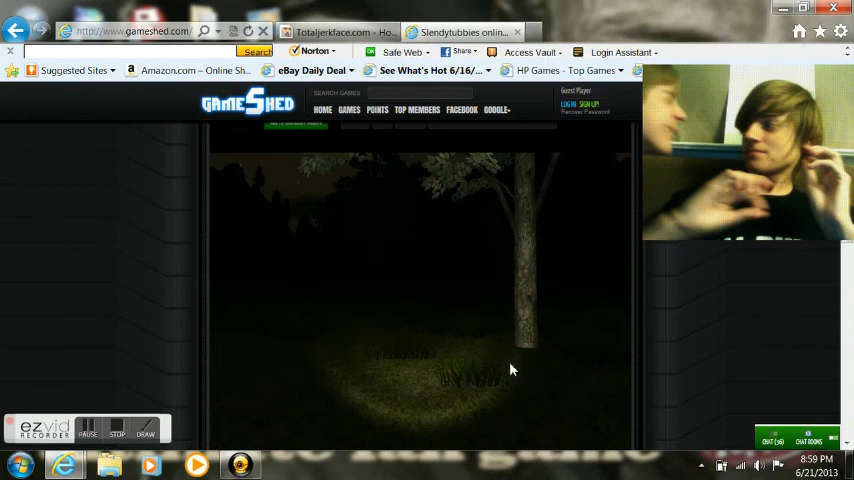 http://www.gameshed.com/
Totaljerkface.com - Ho...
Slendytubbies onlin...
Search
Norton
Safe Web
Share
Access Vault
Login Assistant
Suggested Sites
Amazon.com – Online Sh...
eBay Daily Deal
See What's Hot 6/16/...
HP Games - Top Games
GAMESHED
SEARCH GAMES
Guest Player
LOG IN SIGN UP!
Recover Password
HOME GAMES POINTS TOP MEMBERS FACEBOOK GOOGLE+
ezvid
RECORDER
PAUSE STOP DRAW
CHAT (36) CHAT ROOMS
8:59 PM
6/21/2013